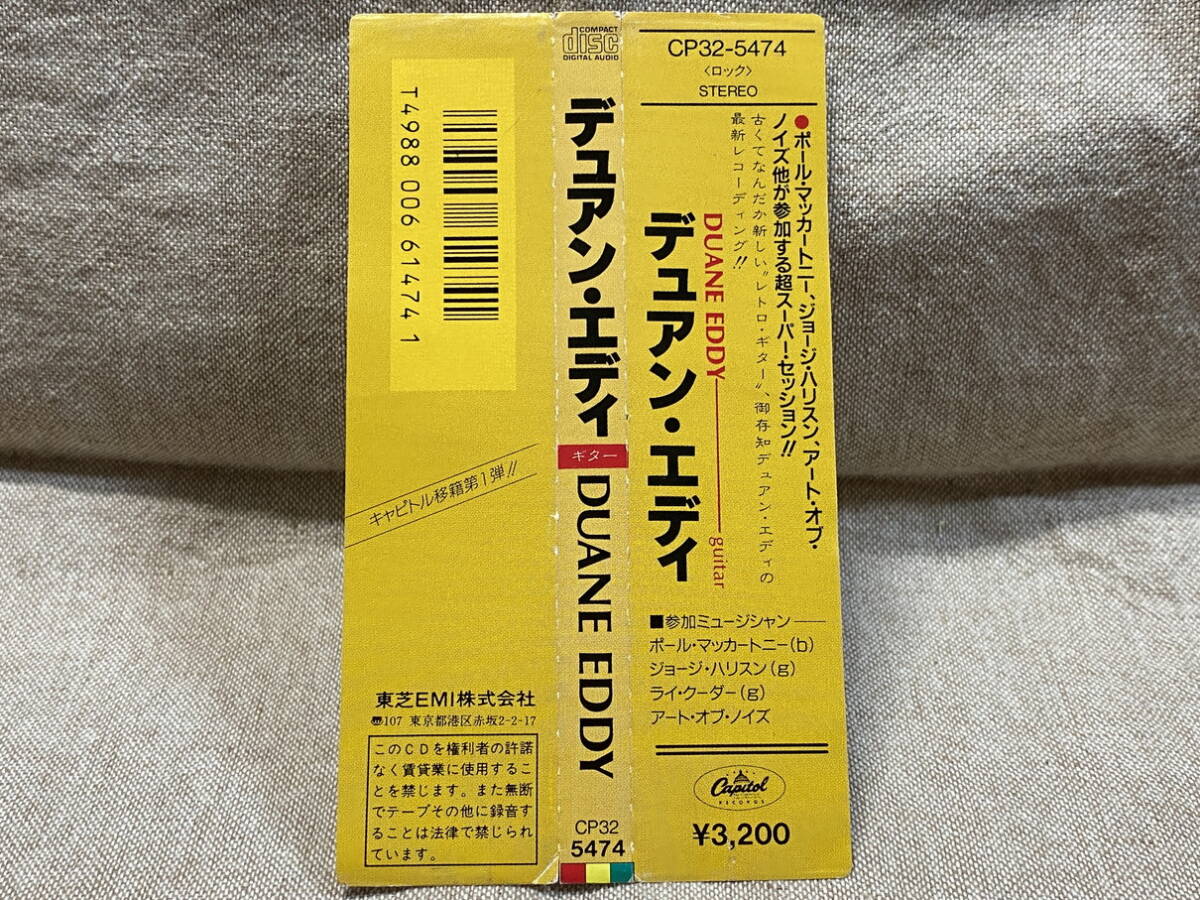 T4988 006 61474 1
キャピトル移籍第1弾!!
東芝EMI株式会社
〠107 東京都港区赤坂2-2-17
このCDを権利者の許諾
なく賃貸業に使用するこ
とを禁じます。また無断
でテープその他に録音す
ることは法律で禁じられ
ています。
COMPACT
disc
DIGITAL AUDIO
デュアン・エディ
ギター
DUANE EDDY
CP32
5474
CP32-5474
〈ロック〉
STEREO
●ポール・マッカートニー、ジョージ・ハリスン、アート・オブ・
ノイズ他が参加する超スーパー・セッション!!
古くてなんだか新しい〝レトロ・ギター〟、御存知デュアン・エディの
最新レコーディング!!
DUANE EDDY guitar
デュアン・エディ
■参加ミュージシャン
ポール・マッカートニー(b)
ジョージ・ハリスン(g)
ライ・クーダー(g)
アート・オブ・ノイズ
Capitol
RECORDS
¥3,200